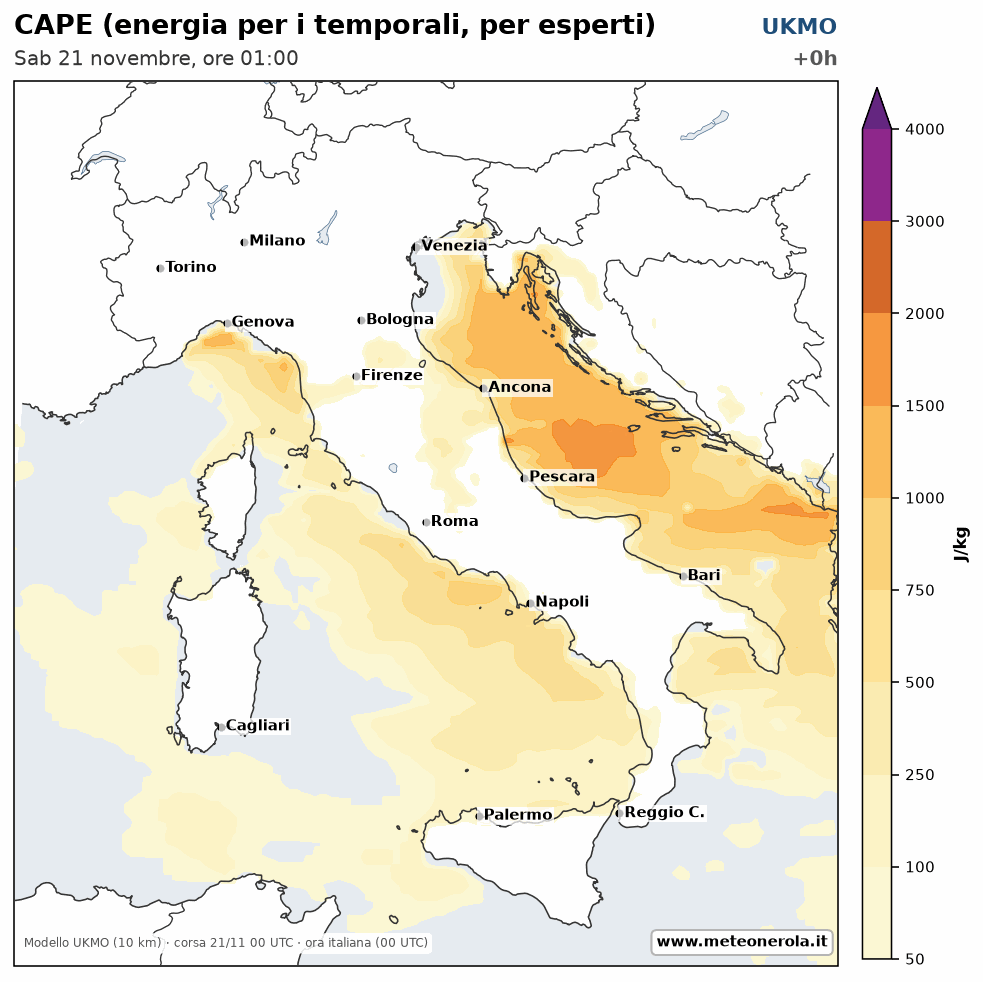 CAPE (energia per i temporali, per esperti)
UKMO
Sab 21 novembre, ore 01:00
+0h
4000
3000
2000
1500
1000
750
500
250
100
50
J/kg
Milano
Torino
Venezia
Genova
Bologna
Firenze
Ancona
Pescara
Roma
Bari
Napoli
Cagliari
Palermo
Reggio C.
Modello UKMO (10 km) · corsa 21/11 00 UTC · ora italiana (00 UTC)
www.meteonerola.it